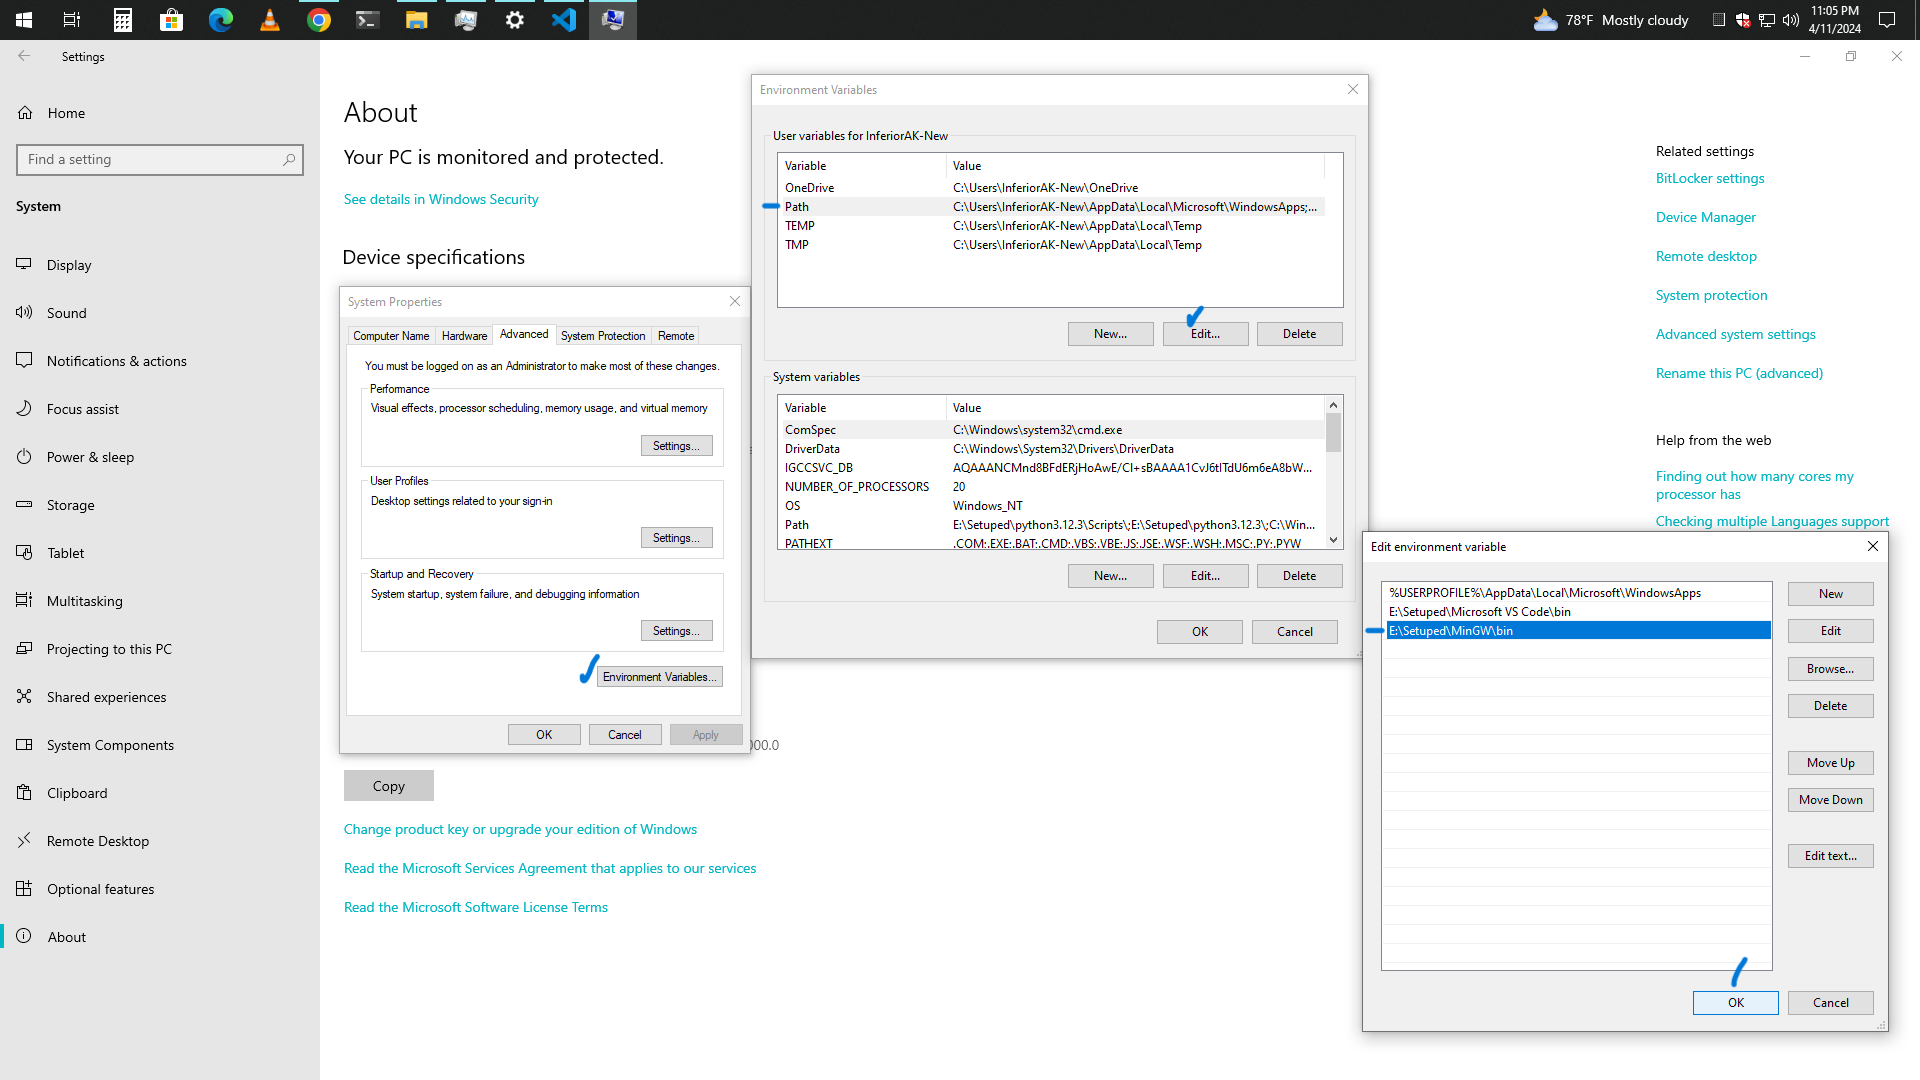 78°F Mostly cloudy
11:05 PM
4/11/2024
Settings
Home
Find a setting
System
Display
Sound
Notifications & actions
Focus assist
Power & sleep
Storage
Tablet
Multitasking
Projecting to this PC
Shared experiences
System Components
Clipboard
Remote Desktop
Optional features
About
About
Your PC is monitored and protected.
See details in Windows Security
Device specifications
System Properties
Computer Name
Hardware
Advanced
System Protection
Remote
You must be logged on as an Administrator to make most of these changes.
Performance
Visual effects, processor scheduling, memory usage, and virtual memory
Settings...
User Profiles
Desktop settings related to your sign-in
Settings...
Startup and Recovery
System startup, system failure, and debugging information
Settings...
Environment Variables...
OK
Cancel
Apply
000.0
Copy
Change product key or upgrade your edition of Windows
Read the Microsoft Services Agreement that applies to our services
Read the Microsoft Software License Terms
Environment Variables
User variables for InferiorAK-New
Variable Value
OneDrive C:\Users\InferiorAK-New\OneDrive
Path C:\Users\InferiorAK-New\AppData\Local\Microsoft\WindowsApps;...
TEMP C:\Users\InferiorAK-New\AppData\Local\Temp
TMP C:\Users\InferiorAK-New\AppData\Local\Temp
New...
Edit...
Delete
System variables
Variable Value
ComSpec C:\Windows\system32\cmd.exe
DriverData C:\Windows\System32\Drivers\DriverData
IGCCSVC_DB AQAAANCMnd8BFdERjHoAwE/Cl+sBAAAA1CvJ6tlTdU6m6eA8bW...
NUMBER_OF_PROCESSORS 20
OS Windows_NT
Path E:\Setuped\python3.12.3\Scripts\;E:\Setuped\python3.12.3\;C:\Win...
PATHEXT .COM;.EXE;.BAT;.CMD;.VBS;.VBE;.JS;.JSE;.WSF;.WSH;.MSC;.PY;.PYW
New...
Edit...
Delete
OK
Cancel
Related settings
BitLocker settings
Device Manager
Remote desktop
System protection
Advanced system settings
Rename this PC (advanced)
Help from the web
Finding out how many cores my
processor has
Checking multiple Languages support
Edit environment variable
%USERPROFILE%\AppData\Local\Microsoft\WindowsApps
E:\Setuped\Microsoft VS Code\bin
E:\Setuped\MinGW\bin
New
Edit
Browse...
Delete
Move Up
Move Down
Edit text...
OK
Cancel